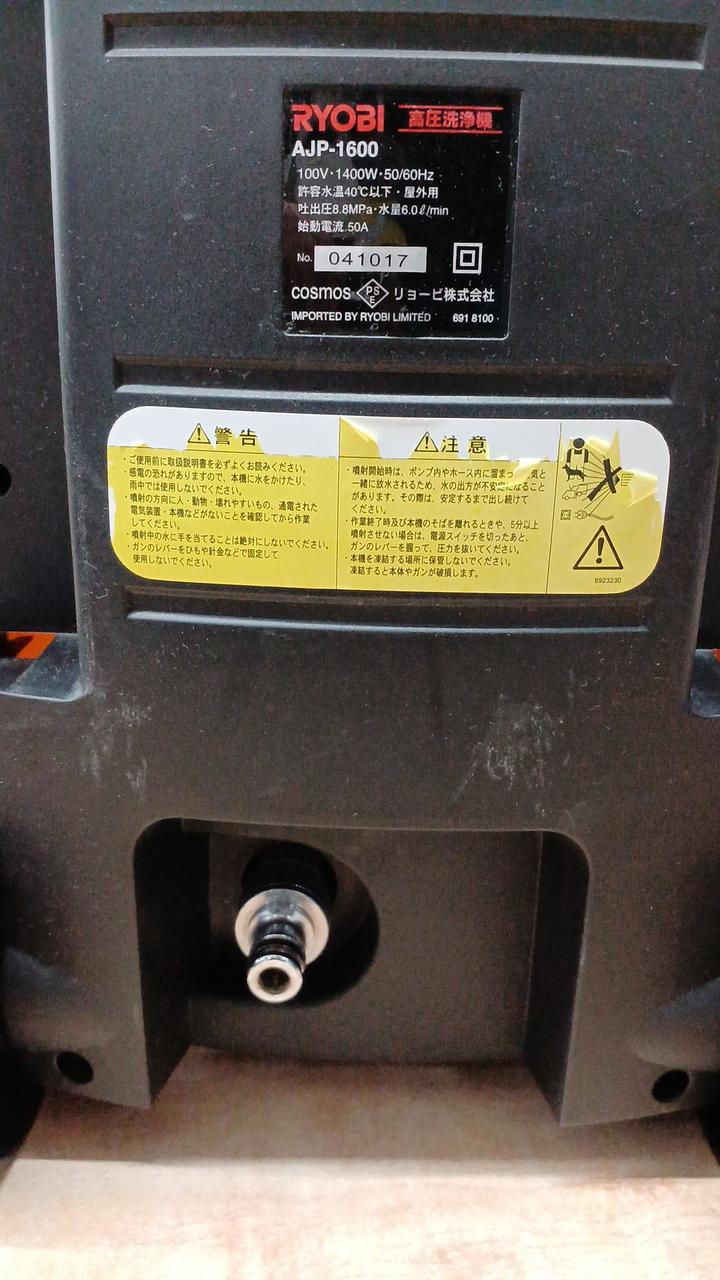 RYOBI 高圧洗浄機
AJP-1600
100V・1400W・50/60Hz
許容水温40℃以下・屋外用
吐出圧8.8MPa・水量6.0ℓ/min
始動電流 50A
No. 041017
cosmos PS E リョービ株式会社
IMPORTED BY RYOBI LIMITED 691 8100
警告
・ご使用前に取扱説明書を必ずよくお読みください。
・感電の恐れがありますので、本機に水をかけたり、
雨中では使用しないでください。
・噴射の方向に人・動物・壊れやすいもの、通電された
電気装置・本機などがないことを確認してから作業
してください。
・噴射中の水に手を当てることは絶対にしないでください。
・ガンのレバーをひもや針金などで固定して
使用しないでください。
注意
・噴射開始時は、ポンプ内やホース内に溜まっ 気と
一緒に放水されるため、水の出方が不安定になること
があります。その際は、安定するまで出し続けて
ください。
・作業終了時及び本機のそばを離れるときや、5分以上
噴射させない場合は、電源スイッチを切ったあと、
ガンのレバーを握って、圧力を抜いてください。
・本機を凍結する場所に保管しないでください。
凍結すると本体やガンが破損します。
6923230